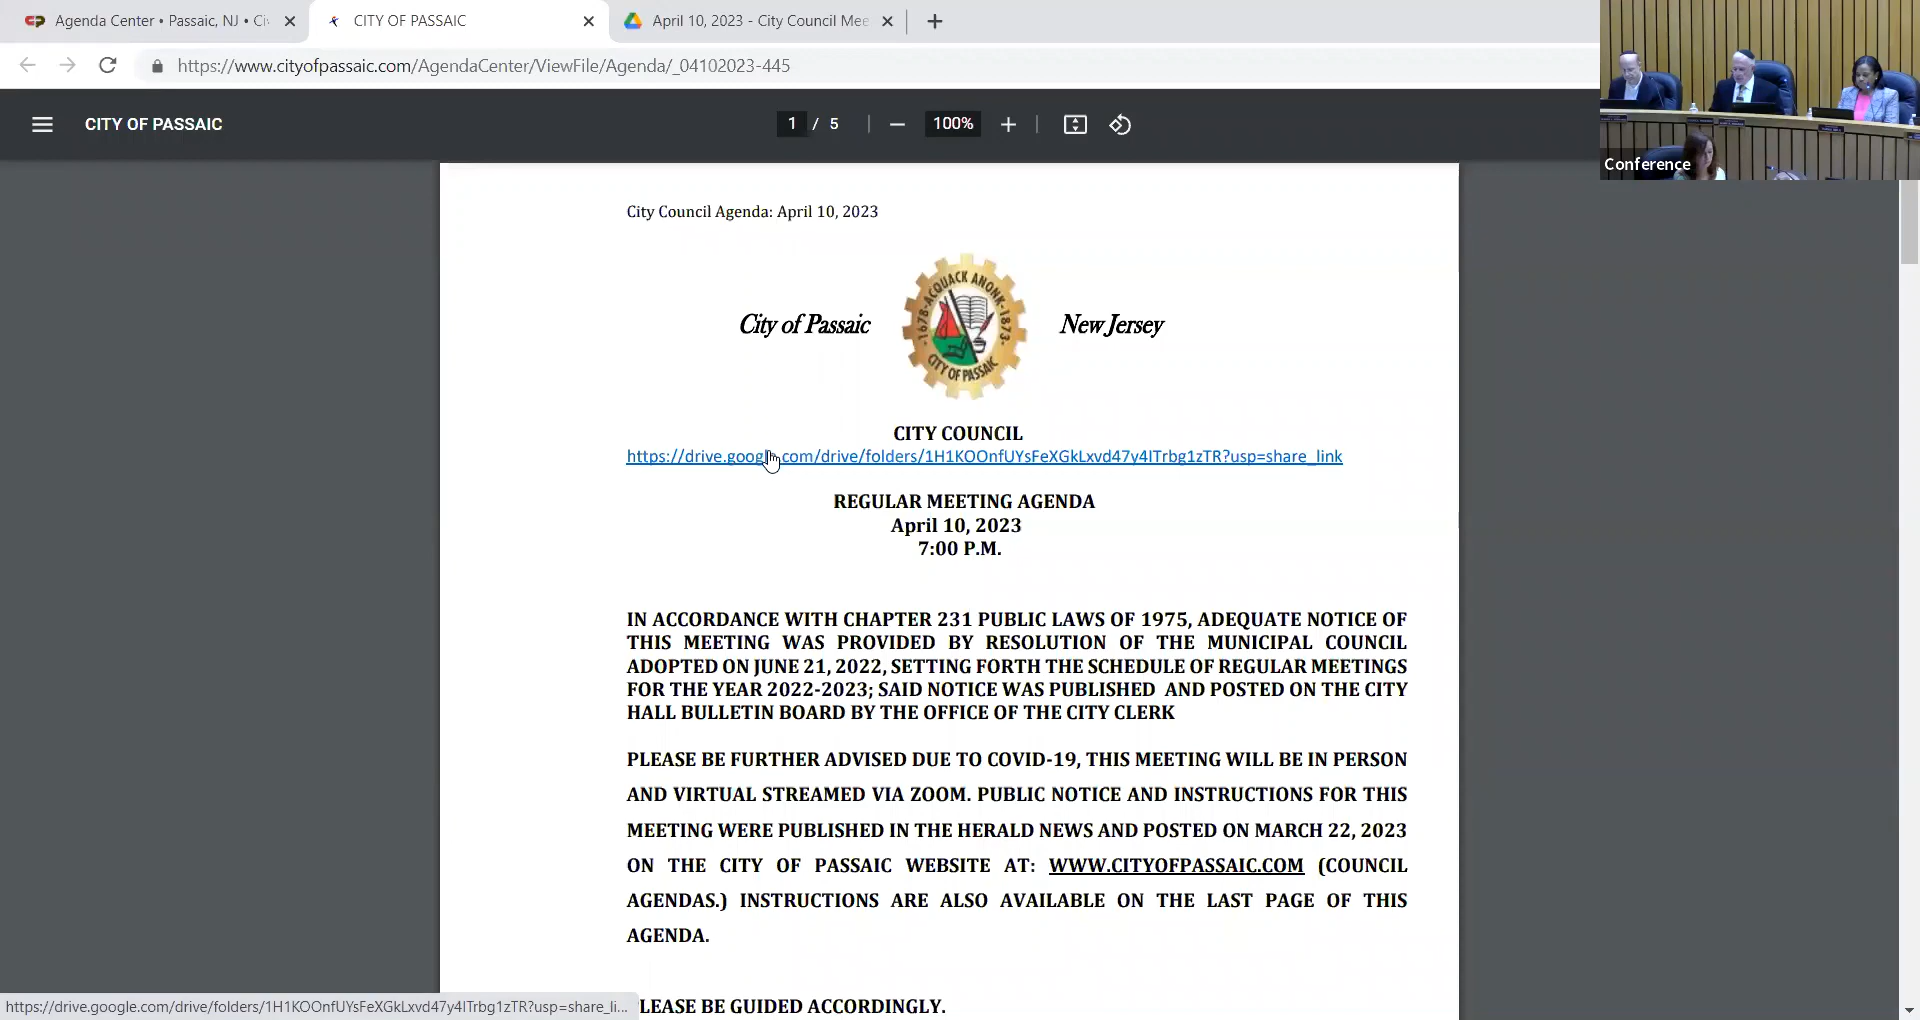 Agenda Center • Passaic, NJ • Ci
CITY OF PASSAIC
April 10, 2023 - City Council Mee
https://www.cityofpassaic.com/AgendaCenter/ViewFile/Agenda/_04102023-445
CITY OF PASSAIC
1 / 5
100%
Conference
City Council Agenda: April 10, 2023
City of Passaic
1678-ACQUACK ANONK-1873-
CITY OF PASSAIC
New Jersey
CITY COUNCIL
https://drive.google.com/drive/folders/1H1KOOnfUYsFeXGkLxvd47y4ITrbg1zTR?usp=share_link
REGULAR MEETING AGENDA
April 10, 2023
7:00 P.M.
IN ACCORDANCE WITH CHAPTER 231 PUBLIC LAWS OF 1975, ADEQUATE NOTICE OF
THIS MEETING WAS PROVIDED BY RESOLUTION OF THE MUNICIPAL COUNCIL
ADOPTED ON JUNE 21, 2022, SETTING FORTH THE SCHEDULE OF REGULAR MEETINGS
FOR THE YEAR 2022-2023; SAID NOTICE WAS PUBLISHED AND POSTED ON THE CITY
HALL BULLETIN BOARD BY THE OFFICE OF THE CITY CLERK
PLEASE BE FURTHER ADVISED DUE TO COVID-19, THIS MEETING WILL BE IN PERSON
AND VIRTUAL STREAMED VIA ZOOM. PUBLIC NOTICE AND INSTRUCTIONS FOR THIS
MEETING WERE PUBLISHED IN THE HERALD NEWS AND POSTED ON MARCH 22, 2023
ON THE CITY OF PASSAIC WEBSITE AT: WWW.CITYOFPASSAIC.COM (COUNCIL
AGENDAS.) INSTRUCTIONS ARE ALSO AVAILABLE ON THE LAST PAGE OF THIS
AGENDA.
LEASE BE GUIDED ACCORDINGLY.
https://drive.google.com/drive/folders/1H1KOOnfUYsFeXGkLxvd47y4ITrbg1zTR?usp=share_li...